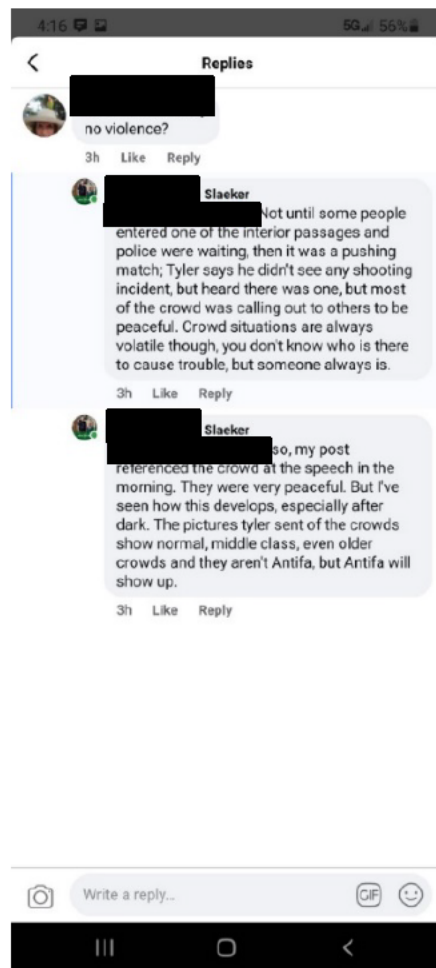 4:16 5G 56%
Replies
no violence?
3h Like Reply
Slaeker
Not until some people
entered one of the interior passages and
police were waiting, then it was a pushing
match; Tyler says he didn't see any shooting
incident, but heard there was one, but most
of the crowd was calling out to others to be
peaceful. Crowd situations are always
volatile though, you don't know who is there
to cause trouble, but someone always is.
3h Like Reply
Slaeker
so, my post
referenced the crowd at the speech in the
morning. They were very peaceful. But I've
seen how this develops, especially after
dark. The pictures tyler sent of the crowds
show normal, middle class, even older
crowds and they aren't Antifa, but Antifa will
show up.
3h Like Reply
Write a reply...
GIF